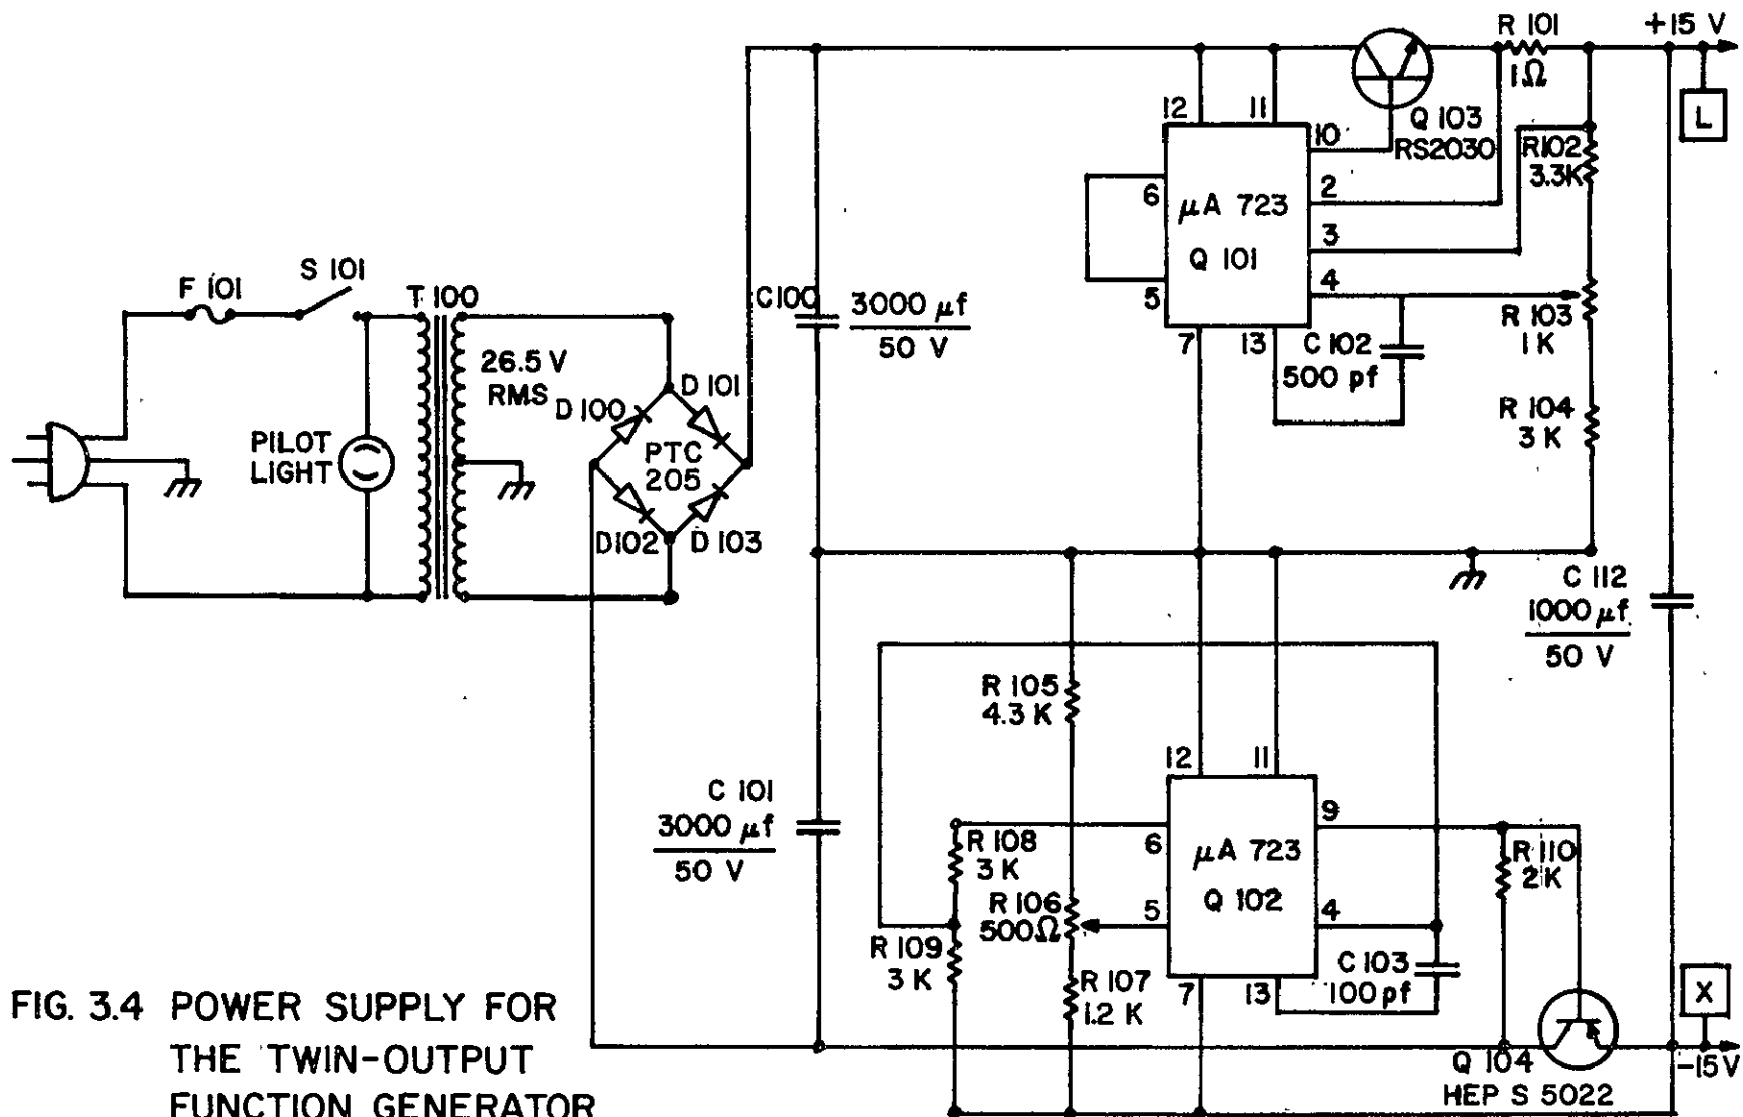 R 101
+15 V
1Ω
L
12
11
10
Q 103
RS2030
R102
3.3K
6
2
μA 723
3
Q 101
5
4
R 103
1 K
7
13
C 102
500 pf
R 104
3 K
F 101
S 101
T 100
C100
3000 μf
50 V
26.5 V
RMS
D 100
D 101
PTC
205
D102
D 103
PILOT
LIGHT
C 112
1000 μf
50 V
R 105
4.3 K
C 101
3000 μf
50 V
12
11
9
6
μA 723
R 108
3 K
R 110
2K
R 106
500Ω
5
Q 102
4
R 109
3 K
C 103
100 pf
R 107
1.2 K
7
13
X
Q 104
HEP S 5022
-15V
FIG. 3.4 POWER SUPPLY FOR
THE TWIN-OUTPUT
FUNCTION GENERATOR